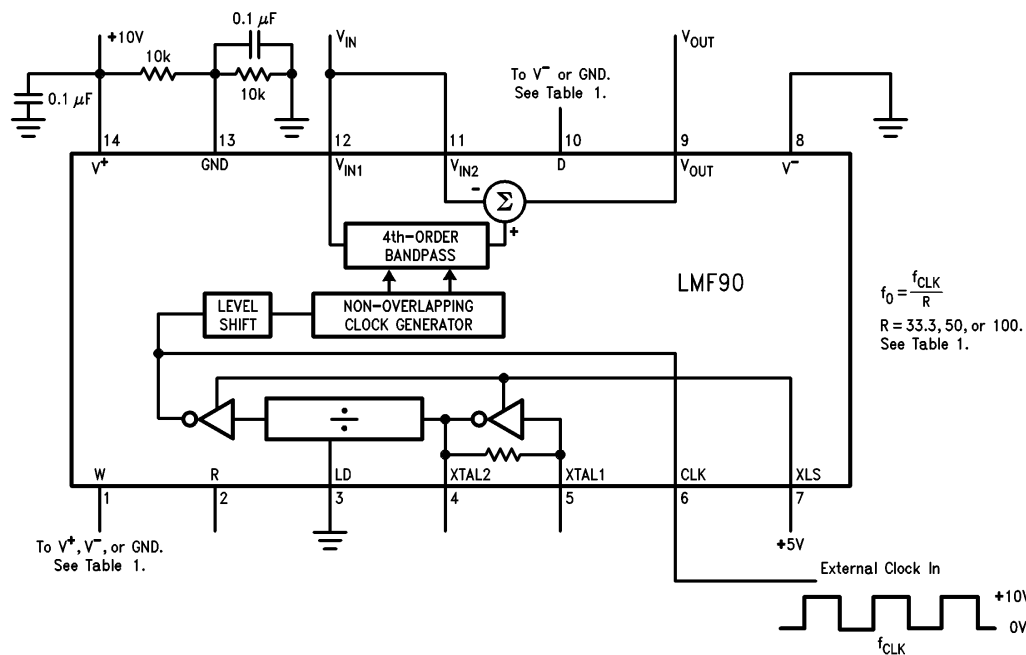 +10V
0.1 μF
10k
10k
0.1 μF
V_IN
V_OUT
To V⁻ or GND.
See Table 1.
14
13
12
11
10
9
8
V⁺
GND
V_IN1
V_IN2
D
V_OUT
V⁻
-
Σ
+
4th-ORDER
BANDPASS
LMF90
LEVEL
SHIFT
NON-OVERLAPPING
CLOCK GENERATOR
f₀ = f_CLK / R
R = 33.3, 50, or 100.
See Table 1.
÷
W
R
LD
XTAL2
XTAL1
CLK
XLS
1
2
3
4
5
6
7
To V⁺, V⁻, or GND.
See Table 1.
+5V
External Clock In
+10V
0V
f_CLK